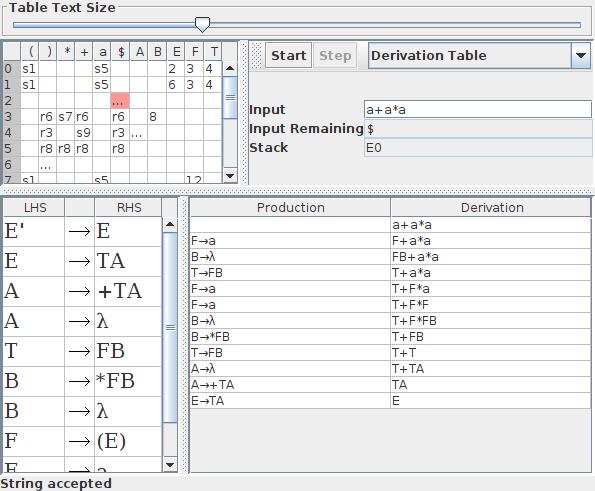 Table Text Size
( ) * + a $ A B E F T
0 s1 s5 2 3 4
1 s1 s5 6 3 4
2 ...
3 r6 s7 r6 r6 8
4 r3 s9 r3 ...
5 r8 r8 r8 r8
6 ...
7 s1 s5 12
Start Step Derivation Table
Input a+a*a
Input Remaining $
Stack E0
LHS RHS
E' → E
E → TA
A → +TA
A → λ
T → FB
B → *FB
B → λ
F → (E)
F → a
Production Derivation
a+a*a
F→a F+a*a
B→λ FB+a*a
T→FB T+a*a
F→a T+F*a
F→a T+F*F
B→λ T+F*FB
B→*FB T+FB
T→FB T+T
A→λ T+TA
A→+TA TA
E→TA E
String accepted